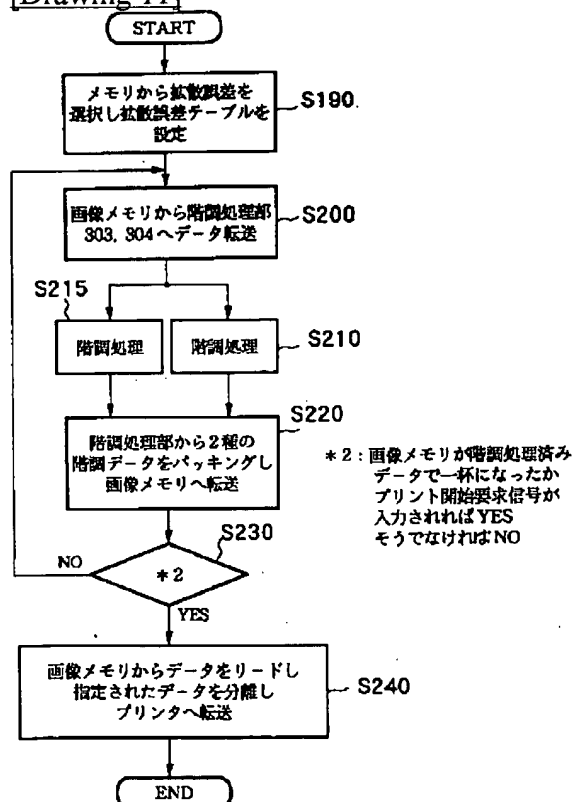 [Drawing 11]
START
メモリから拡散誤差を
選択し拡散誤差テーブルを
設定
S190
画像メモリから階調処理部
303, 304へデータ転送
S200
S215
階調処理
階調処理
S210
S220
階調処理部から2種の
階調データをパッキングし
画像メモリへ転送
*2:画像メモリが階調処理済み
データで一杯になったか
プリント開始要求信号が
入力されればYES
そうでなければNO
S230
NO
*2
YES
画像メモリからデータをリードし
指定されたデータを分離し
プリンタへ転送
S240
END